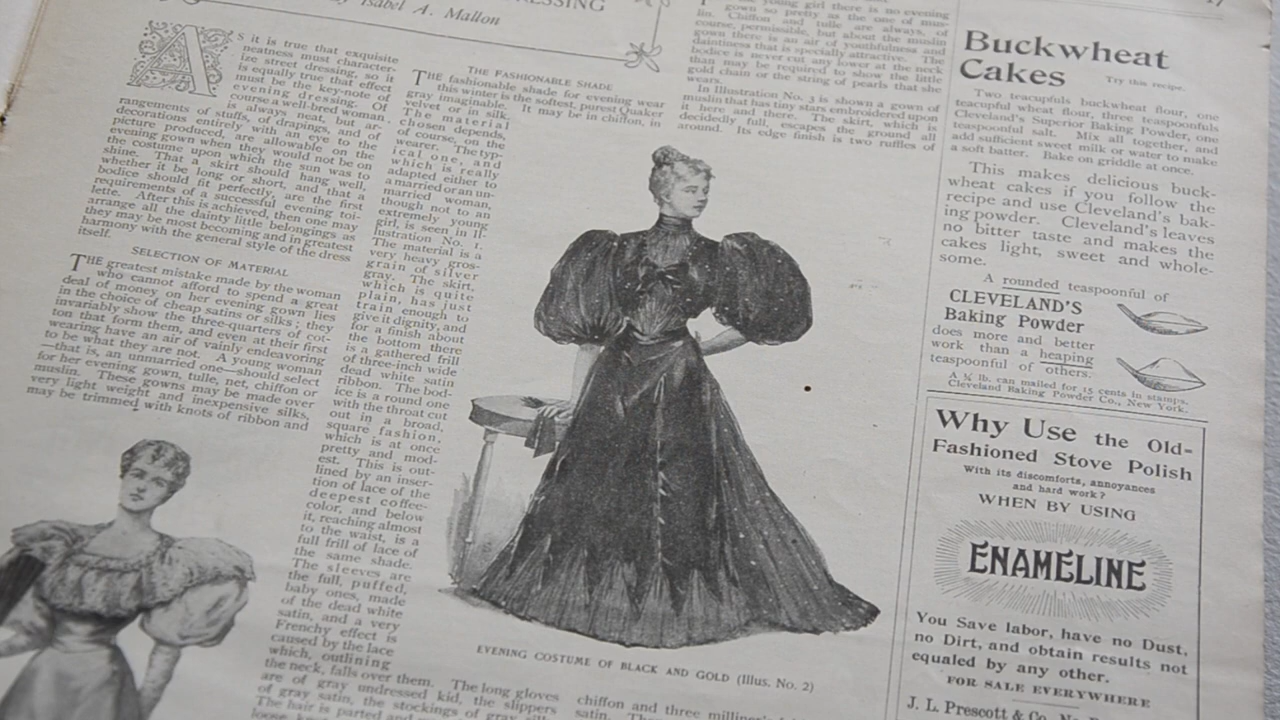 DRESSING
By Isabel A. Mallon
AS it is true that exquisite
neatness must character-
ize street dressing, so it
is equally true that effect
must be the key-note of
evening dressing. Of
course a well-bred woman
is always neat, but ar-
rangements of stuffs, of drapings, and of
decorations entirely with an eye to the
picture produced, are allowable on the
evening gown when they would not be on
the costume upon which the sun was to
shine. That a skirt should hang well,
whether it be long or short, and that a
bodice should fit perfectly, are the first
requirements of a successful evening toi-
lette. After this is achieved, then one may
arrange all the dainty little belongings as
they may be most becoming and in greatest
harmony with the general style of the dress
itself.
SELECTION OF MATERIAL
THE greatest mistake made by the woman
who cannot afford to spend a great
deal of money on her evening gown lies
in the choice of cheap satins or silks; they
invariably show the three-quarters of cot-
ton that form them, and even at their first
wearing have an air of vainly endeavoring
to be what they are not. A young woman
—that is, an unmarried one—should select
for her evening gown, tulle, net, chiffon or
muslin. These gowns may be made over
very light weight and inexpensive silks,
may be trimmed with knots of ribbon and
THE FASHIONABLE SHADE
THE fashionable shade for evening wear
this winter is the softest, purest Quaker
gray imaginable. It may be in chiffon, in
velvet or in silk.
The material
chosen depends,
of course, on the
wearer. The typ-
ical one, and
which is really
adapted either to
a married or an un-
married woman,
though not to an
extremely young
girl, is seen in Il-
lustration No. 1.
The material is a
very heavy gros-
grain of silver
gray. The skirt,
which is quite
plain, has just
train enough to
give it dignity, and
for a finish about
the bottom there
is a gathered frill
of three-inch wide
dead white satin
ribbon. The bod-
ice is a round one
with the throat cut
out in a broad,
square fashion,
which is at once
pretty and mod-
est. This is out-
lined by an inser-
tion of lace of the
deepest coffee-
color, and below
it, reaching almost
to the waist, is a
full frill of lace of
the same shade.
The sleeves are
the full, puffed,
baby ones, made
of the dead white
satin, and a very
Frenchy effect is
caused by the lace
which, outlining
the neck, falls over them. The long gloves
are of gray undressed kid, the slippers
of gray satin, the stockings of gray
The hair is parted and
young girl there is no evening
gown so pretty as the one of mus-
lin. Chiffon and tulle are always, of
course, permissible, but about the muslin
gown there is an air of youthfulness and
daintiness that is specially attractive. The
bodice is never cut any lower at the neck
than may be required to show the little
gold chain or the string of pearls that she
wears.
In Illustration No. 3 is shown a gown of
muslin that has tiny stars embroidered upon
it here and there. The skirt, which is
decidedly full, escapes the ground all
around. Its edge finish is two ruffles of
EVENING COSTUME OF BLACK AND GOLD (Illus. No. 2)
chiffon and three milliner's
satin.
17
Buckwheat
Cakes
Try this recipe.
Two teacupfuls buckwheat flour, one
teacupful wheat flour, three teaspoonfuls
Cleveland's Superior Baking Powder, one
teaspoonful salt. Mix all together, and
add sufficient sweet milk or water to make
a soft batter. Bake on griddle at once.
This makes delicious buck-
wheat cakes if you follow the
recipe and use Cleveland's bak-
ing powder. Cleveland's leaves
no bitter taste and makes the
cakes light, sweet and whole-
some.
A rounded teaspoonful of
CLEVELAND'S
Baking Powder
does more and better
work than a heaping
teaspoonful of others.
A ¼ lb. can mailed for 15 cents in stamps.
Cleveland Baking Powder Co., New York.
Why Use the Old-
Fashioned Stove Polish
With its discomforts, annoyances
and hard work?
WHEN BY USING
ENAMELINE
You Save labor, have no Dust,
no Dirt, and obtain results not
equaled by any other.
FOR SALE EVERYWHERE
J. L. Prescott & Co. No.